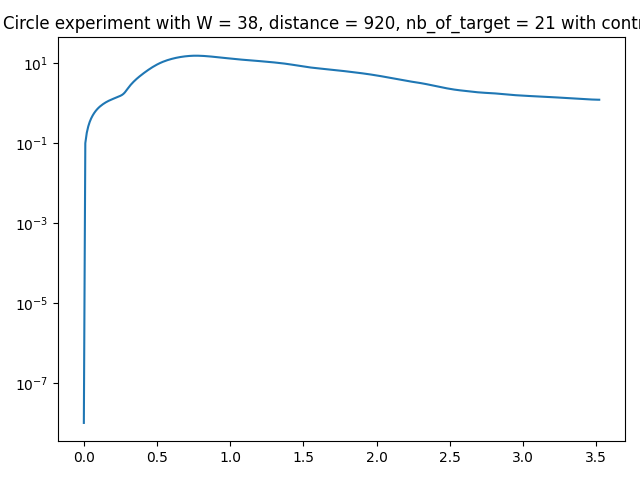 Circle experiment with W = 38, distance = 920, nb_of_target = 21 with contr
10¹
10⁻¹
10⁻³
10⁻⁵
10⁻⁷
0.0 0.5 1.0 1.5 2.0 2.5 3.0 3.5